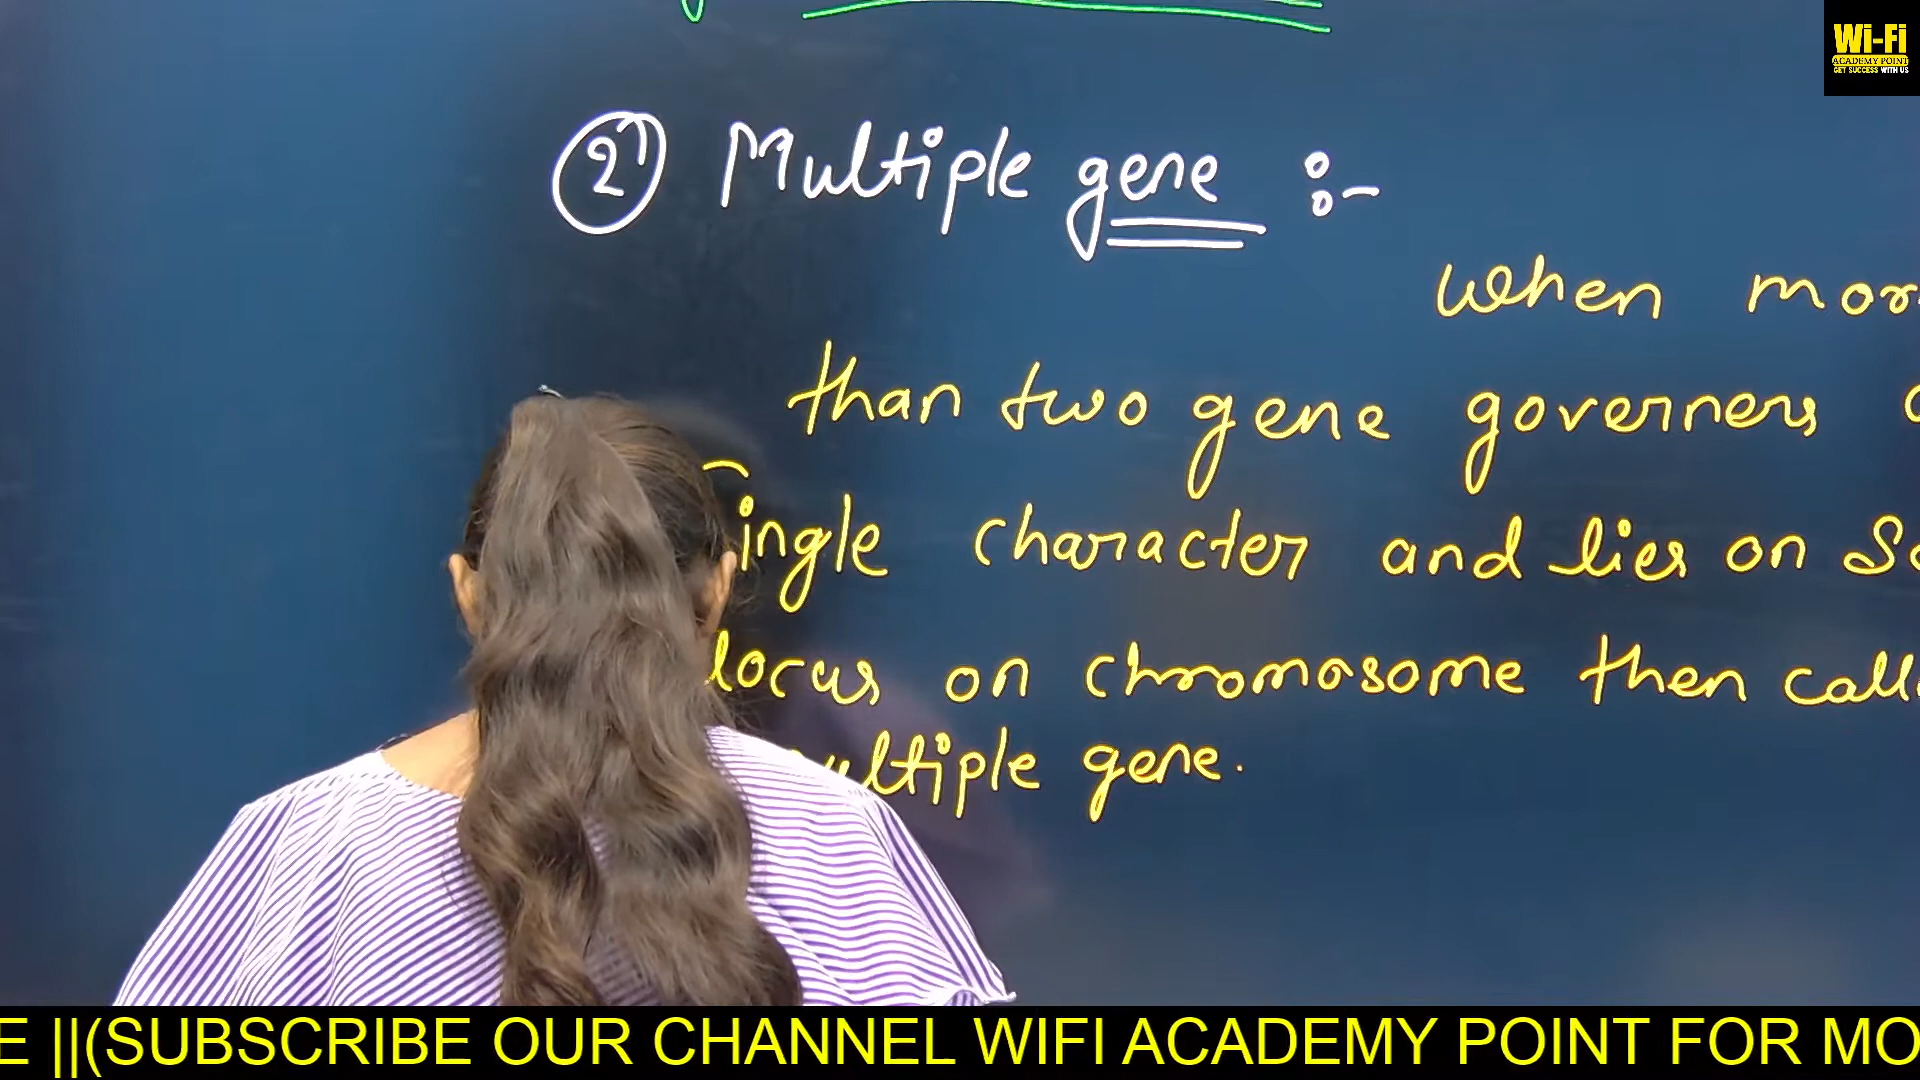 Wi-Fi
ACADEMY POINT
GET SUCCESS WITH US
2 Multiple gene :-
when mor
than two gene governers
ingle character and lies on S
locus on chromosome then call
ultiple gene.
E ||(SUBSCRIBE OUR CHANNEL WIFI ACADEMY POINT FOR MO